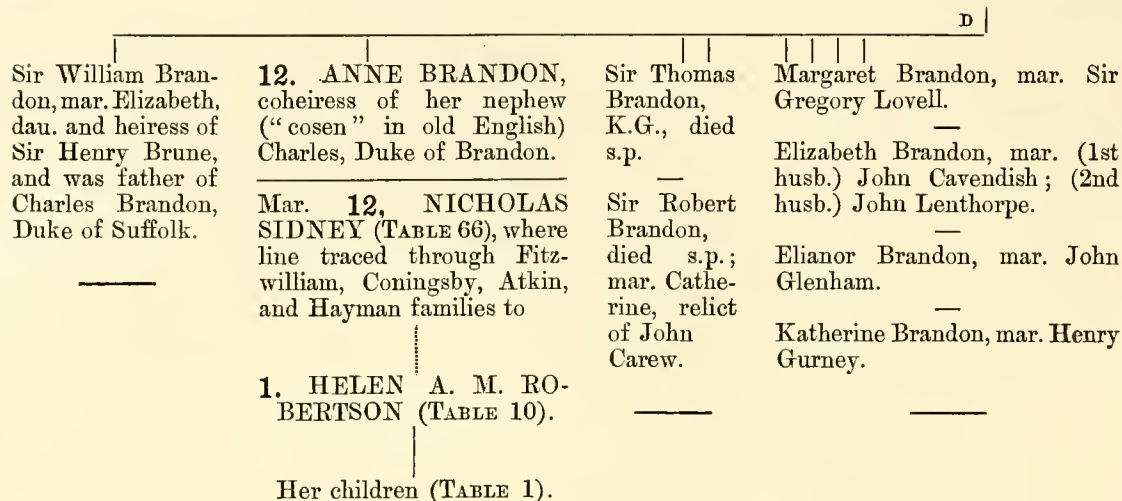 D
Sir William Bran-
don, mar. Elizabeth,
dau. and heiress of
Sir Henry Brune,
and was father of
Charles Brandon,
Duke of Suffolk.
12. ANNE BRANDON,
coheiress of her nephew
(“cosen” in old English)
Charles, Duke of Brandon.
Mar. 12, NICHOLAS
SIDNEY (TABLE 66), where
line traced through Fitz-
william, Coningsby, Atkin,
and Hayman families to
1. HELEN A. M. RO-
BERTSON (TABLE 10).
Her children (TABLE 1).
Sir Thomas
Brandon,
K.G., died
s.p.
Sir Robert
Brandon,
died s.p.;
mar. Cathe-
rine, relict
of John
Carew.
Margaret Brandon, mar. Sir
Gregory Lovell.
Elizabeth Brandon, mar. (1st
husb.) John Cavendish; (2nd
husb.) John Lenthorpe.
Elianor Brandon, mar. John
Glenham.
Katherine Brandon, mar. Henry
Gurney.